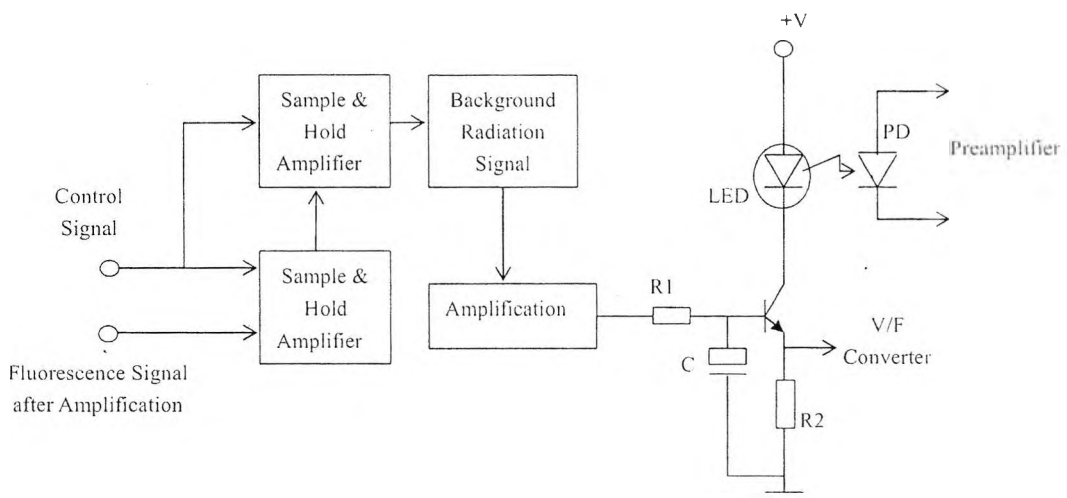 +V
Sample &
Hold
Amplifier
Background
Radiation
Signal
PD
Preamplifier
LED
Control
Signal
Sample &
Hold
Amplifier
Amplification
R1
V/F
Converter
C
Fluorescence Signal
after Amplification
R2